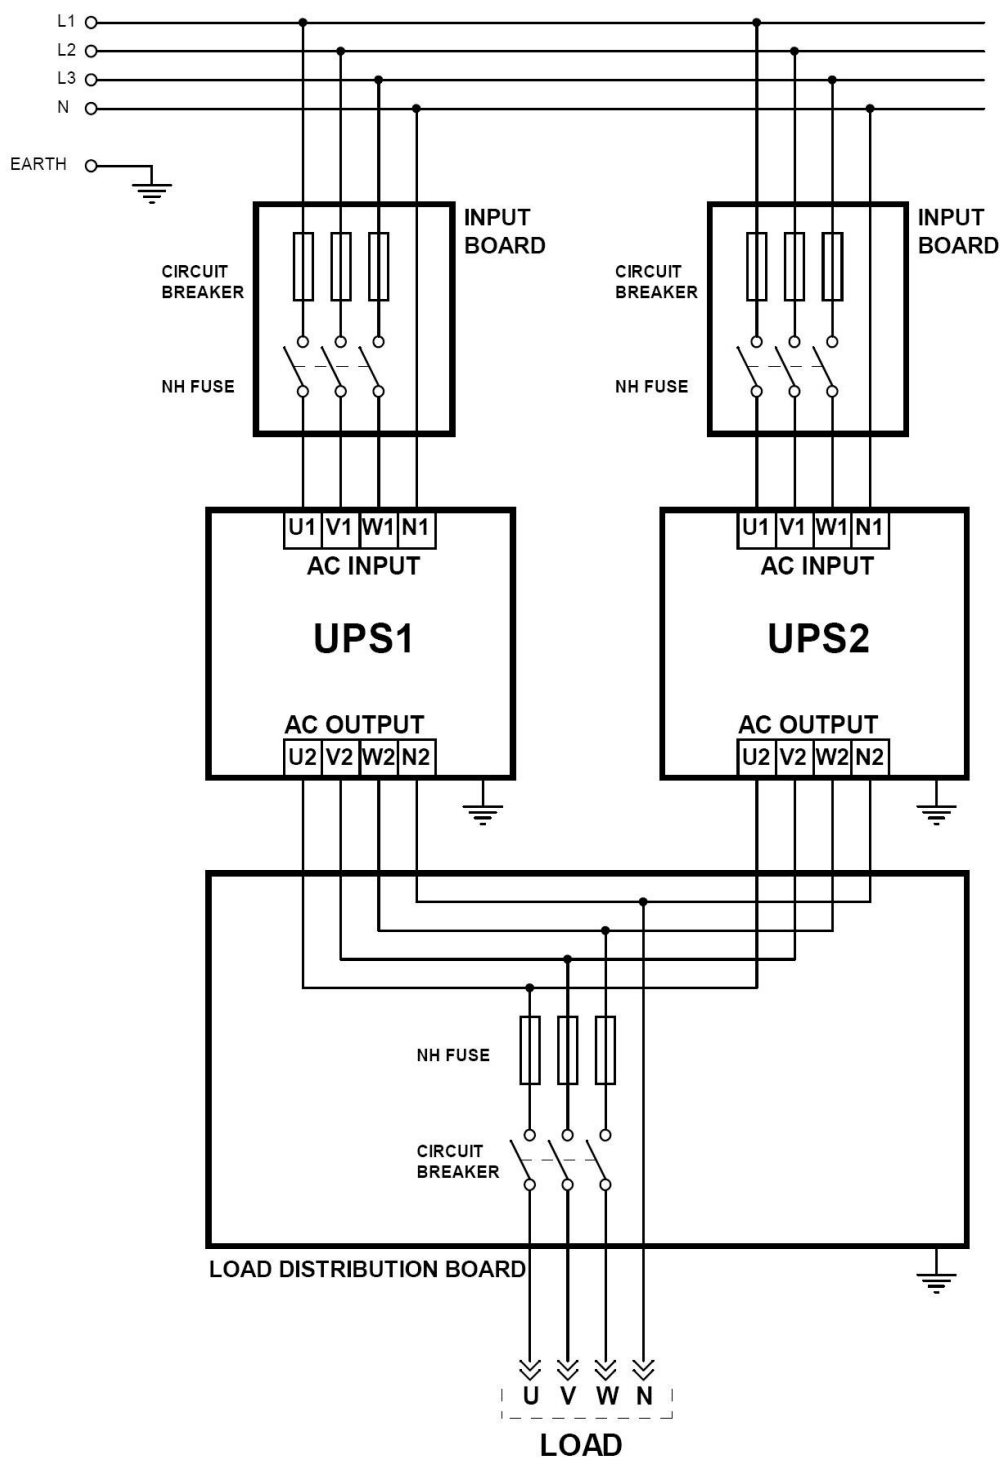 L1
L2
L3
N
EARTH
INPUT
BOARD
INPUT
BOARD
CIRCUIT
BREAKER
CIRCUIT
BREAKER
NH FUSE
NH FUSE
U1 V1 W1 N1
U1 V1 W1 N1
AC INPUT
AC INPUT
UPS1
UPS2
AC OUTPUT
AC OUTPUT
U2 V2 W2 N2
U2 V2 W2 N2
NH FUSE
CIRCUIT
BREAKER
LOAD DISTRIBUTION BOARD
U V W N
LOAD